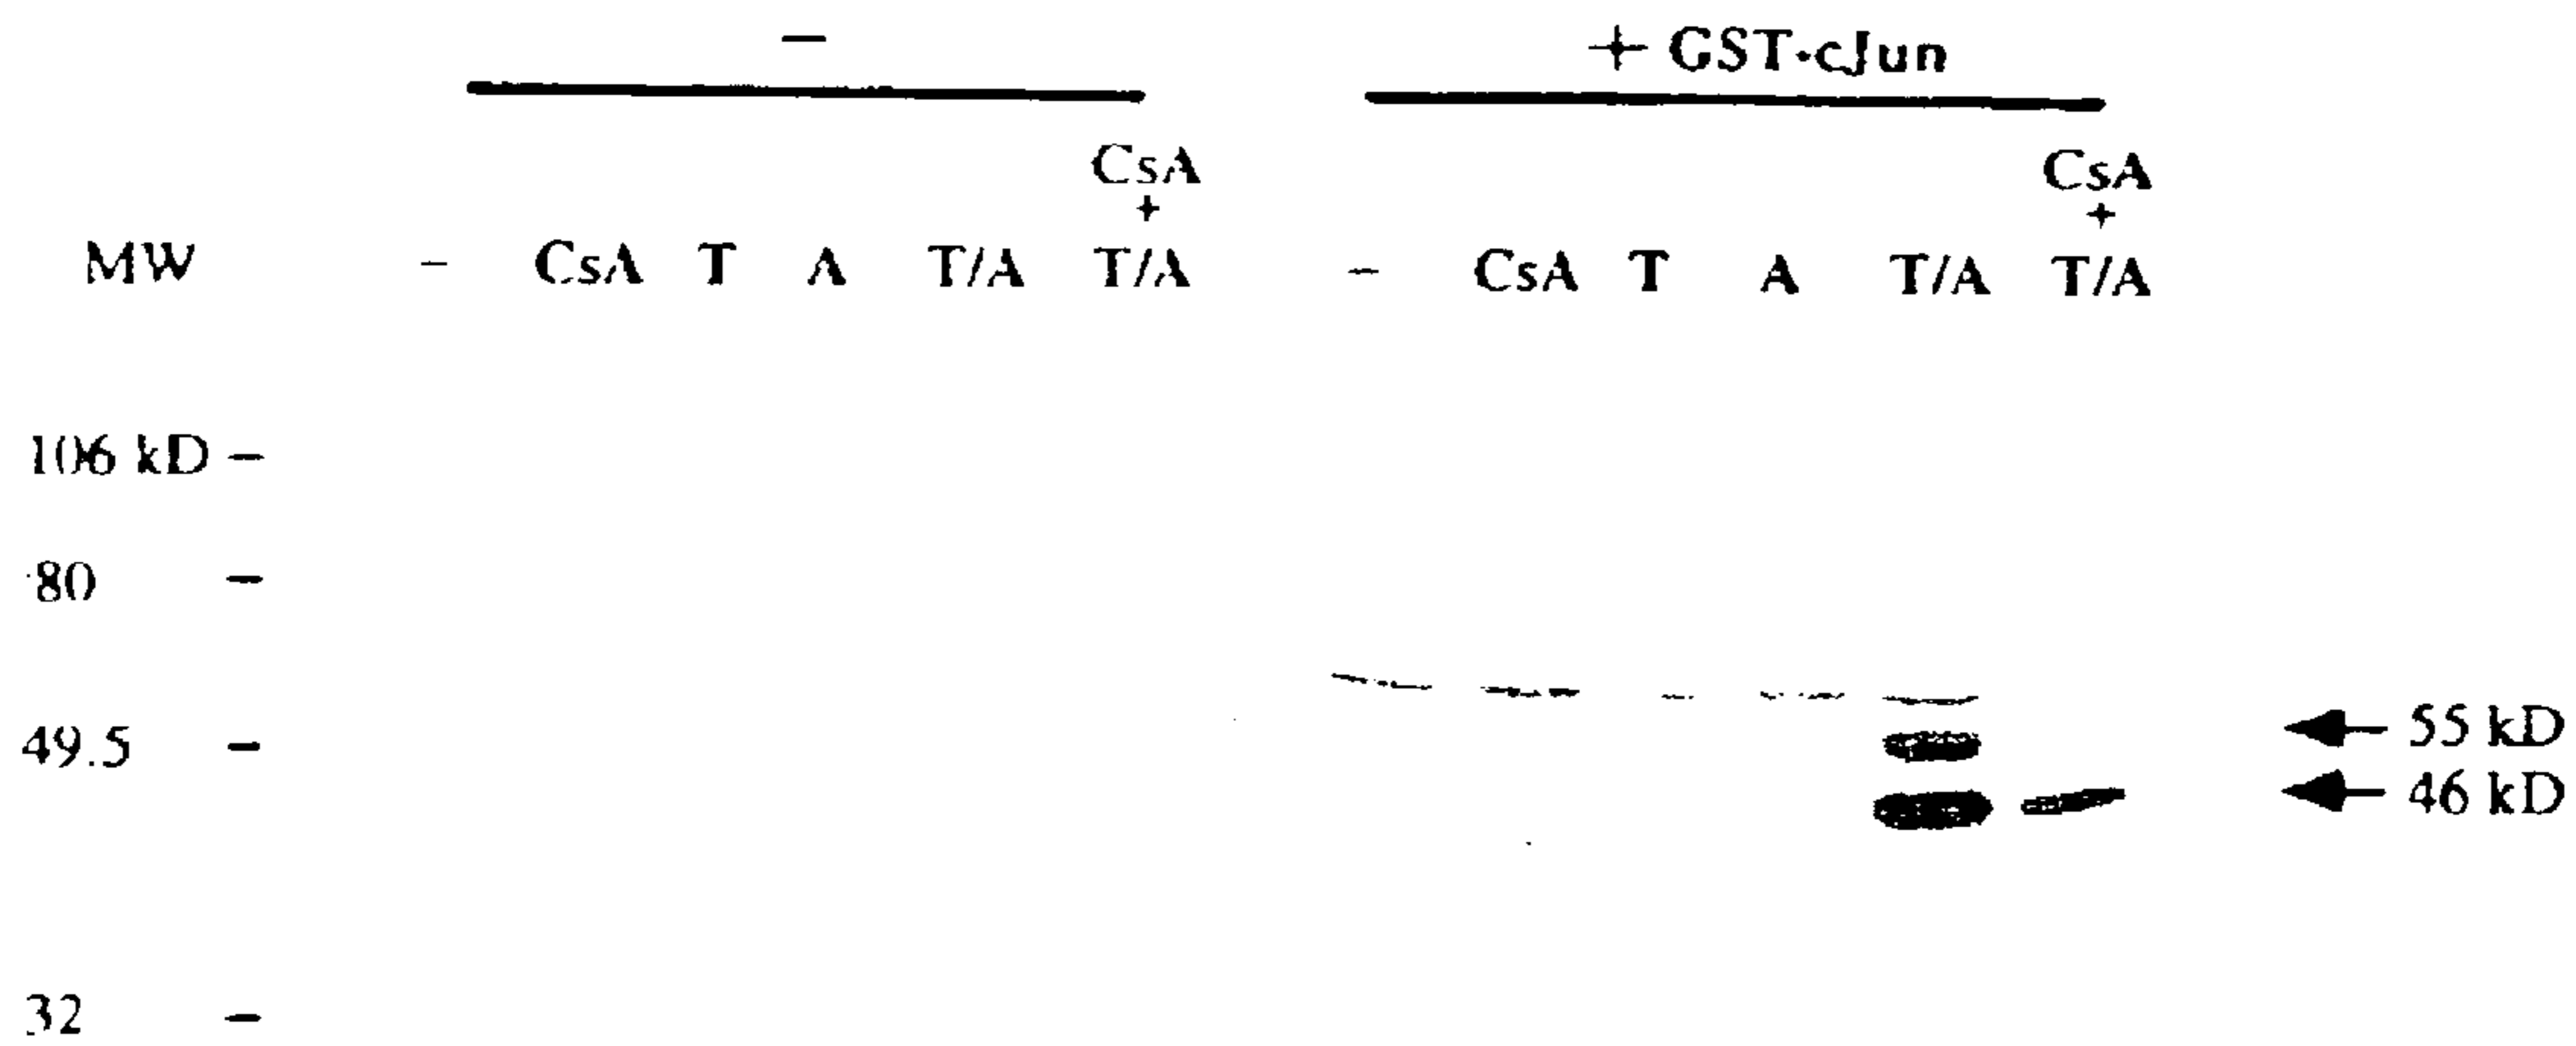 − + GST·cJun
CsA CsA
+ +
MW - CsA T A T/A T/A - CsA T A T/A T/A
106 kD -
80 -
55 kD
49.5 -
46 kD
32 -